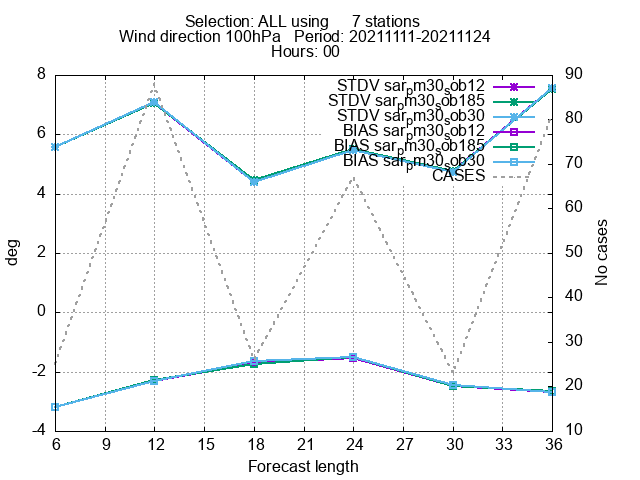 Selection: ALL using     7 stations
Wind direction 100hPa   Period: 20211111-20211124
Hours: 00
8
6
4
2
0
-2
-4
deg
90
80
70
60
50
40
30
20
10
No cases
STDV sar_pm30_sob12
STDV sar_pm30_sob185
STDV sar_pm30_sob30
BIAS sar_pm30_sob12
BIAS sar_pm30_sob185
BIAS sar_pm30_sob30
CASES
6 9 12 15 18 21 24 27 30 33 36
Forecast length